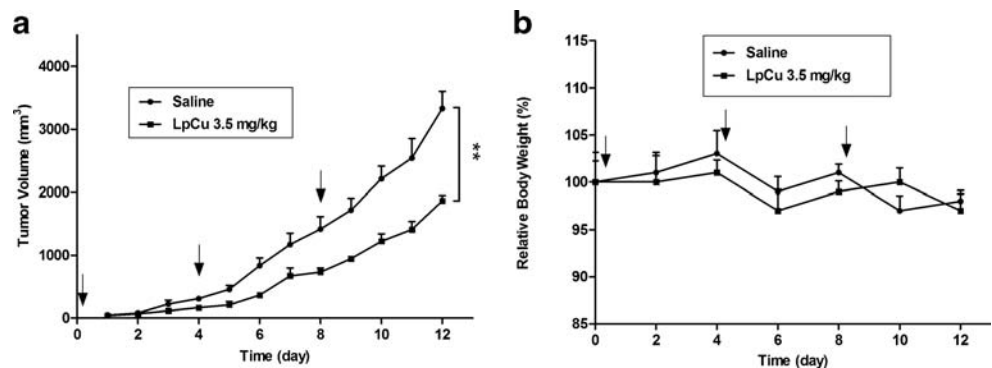 a
Tumor Volume (mm³)
4000
3000
2000
1000
0
Saline
LpCu 3.5 mg/kg
**
0 2 4 6 8 10 12
Time (day)
b
Relative Body Weight (%)
115
110
105
100
95
90
85
Saline
LpCu 3.5 mg/kg
0 2 4 6 8 10 12
Time (day)